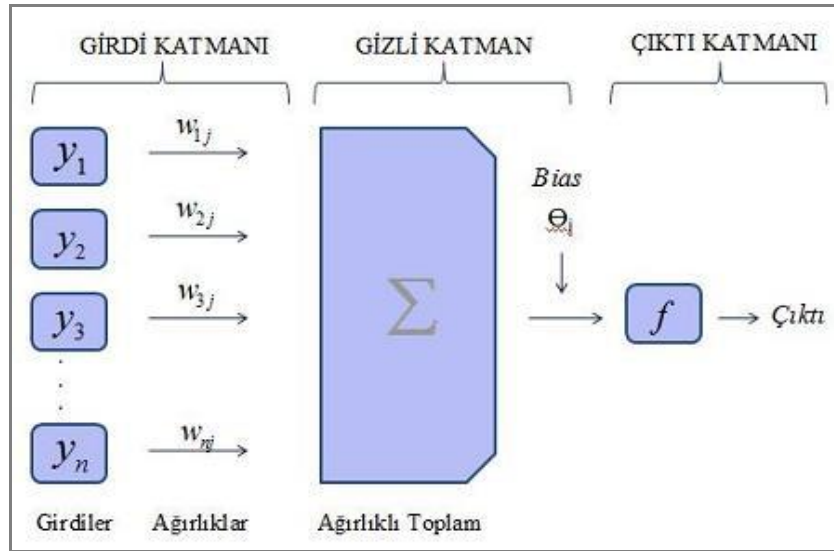 GİRDİ KATMANI GİZLİ KATMAN ÇIKTI KATMANI
y₁ w₁ⱼ
Bias
y₂ w₂ⱼ
Θⱼ
y₃ w₃ⱼ Σ f Çıktı
.
.
.
yₙ wₙⱼ
Girdiler Ağırlıklar Ağırlıklı Toplam